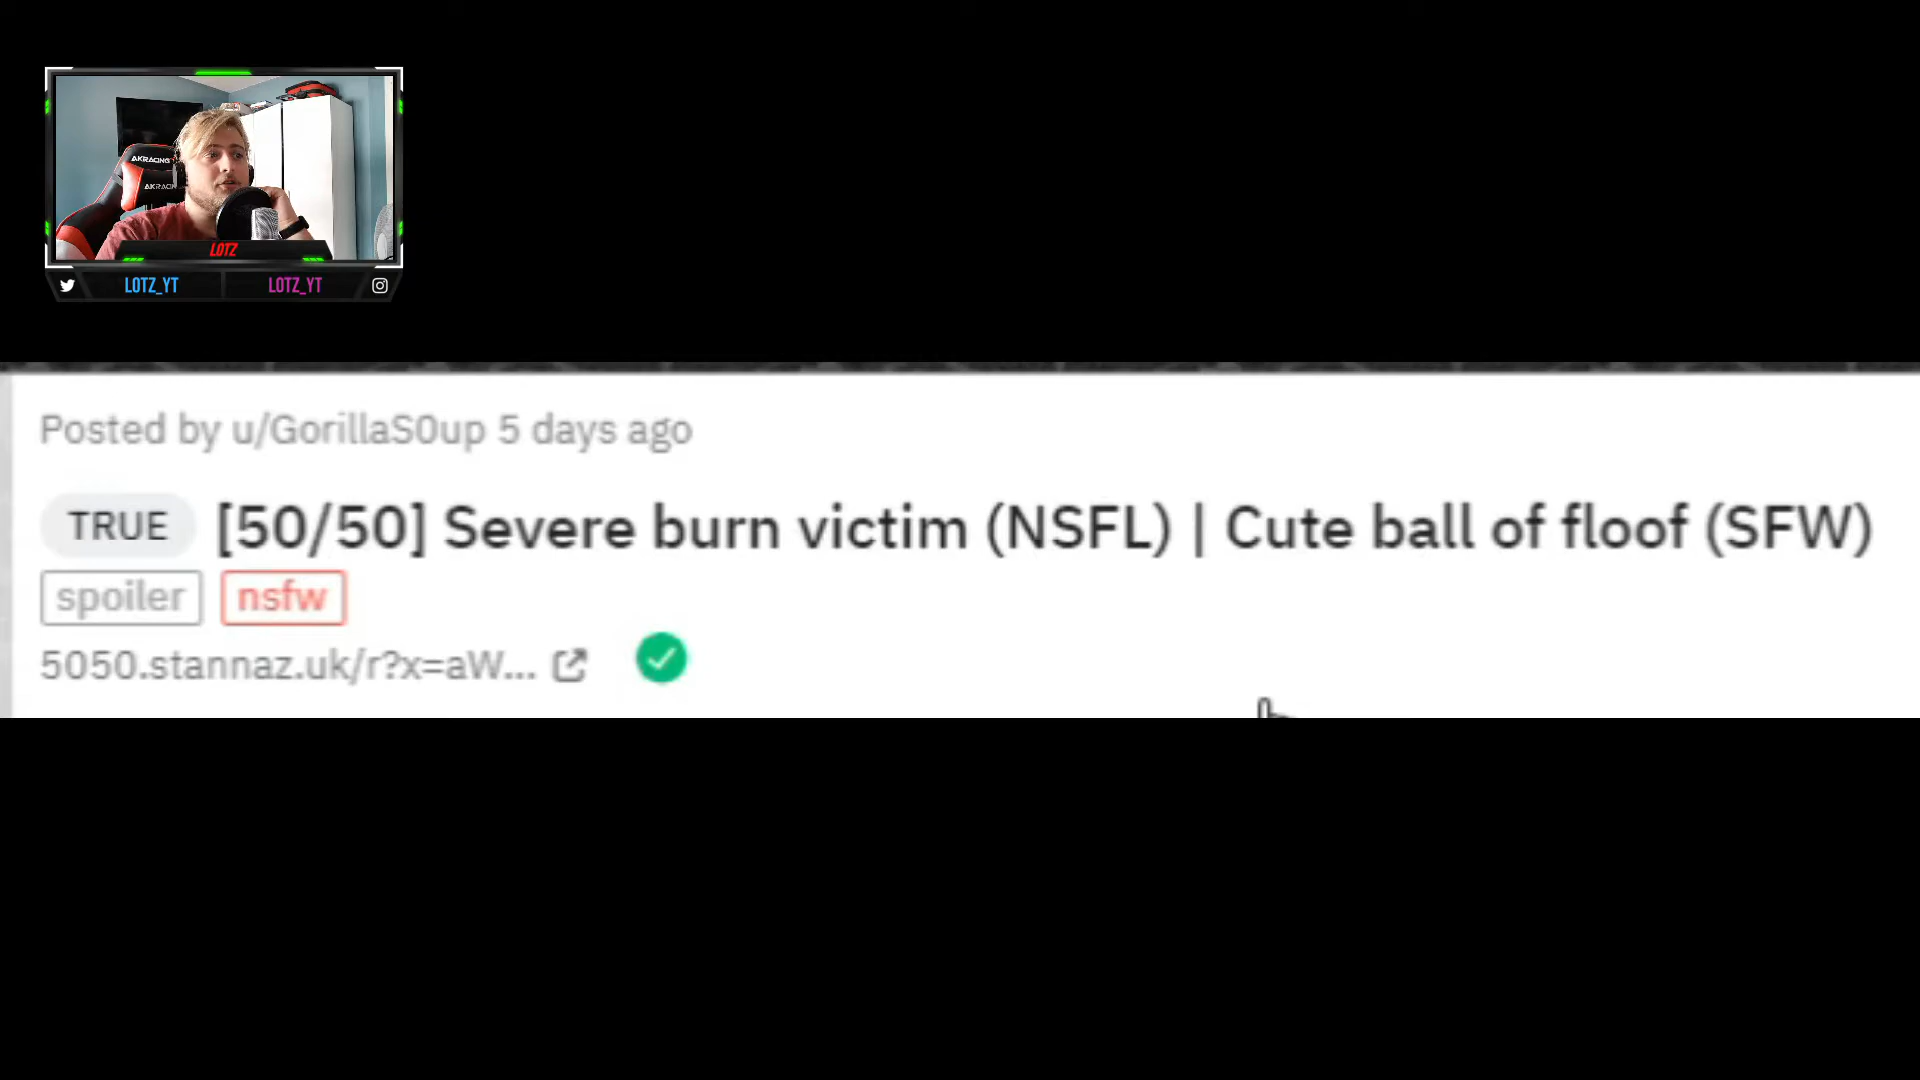 AKRACING
LOTZ
LOTZ_YT
LOTZ_YT
Posted by u/GorillaS0up 5 days ago
TRUE [50/50] Severe burn victim (NSFL) | Cute ball of floof (SFW)
spoiler nsfw
5050.stannaz.uk/r?x=aW...